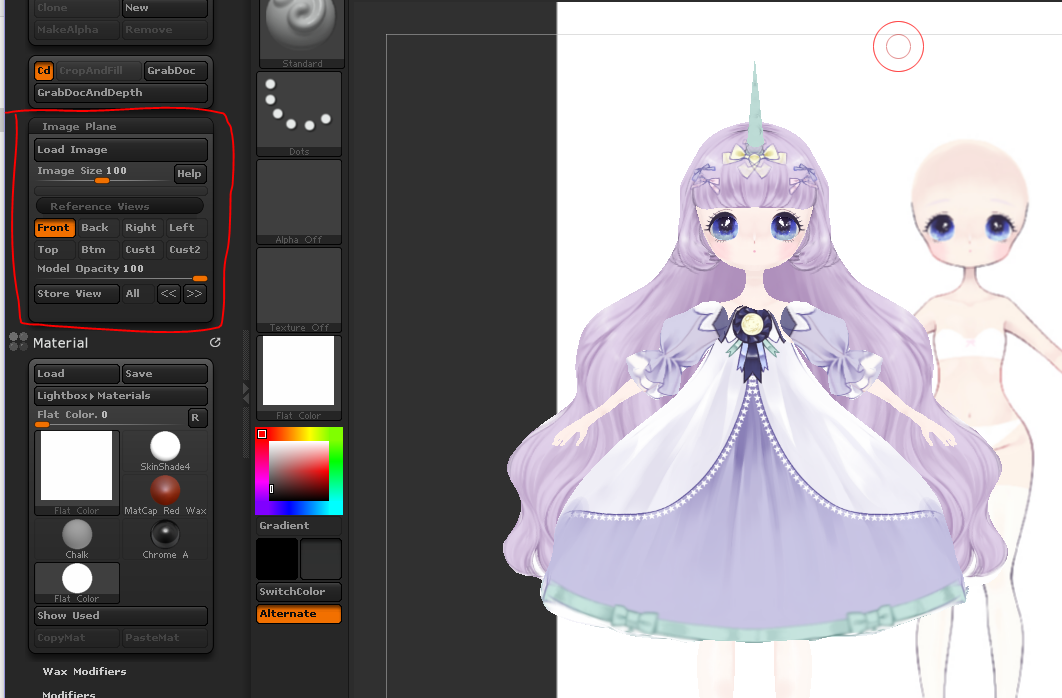 Clone New
MakeAlpha Remove
Cd CropAndFill GrabDoc
GrabDocAndDepth
Image Plane
Load Image
Image Size 100 Help
Reference Views
Front Back Right Left
Top Btm Cust1 Cust2
Model Opacity 100
Store View All << >>
Material
Load Save
Lightbox▸Materials
Flat Color. 0 R
SkinShade4
Flat Color MatCap Red Wax
Chalk Chrome A
Flat Color
Show Used
CopyMat PasteMat
Wax Modifiers
Modifiers
Standard
Dots
Alpha Off
Texture Off
Flat Color
Gradient
SwitchColor
Alternate